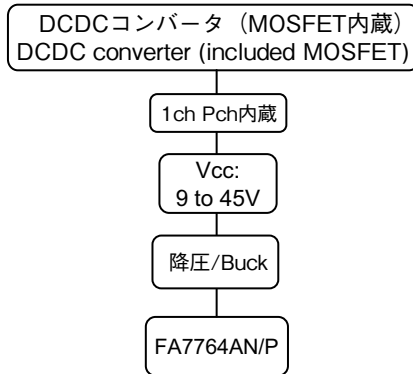 DCDCコンバータ（MOSFET内蔵）
DCDC converter (included MOSFET)
1ch Pch内蔵
Vcc:
9 to 45V
降圧/Buck
FA7764AN/P